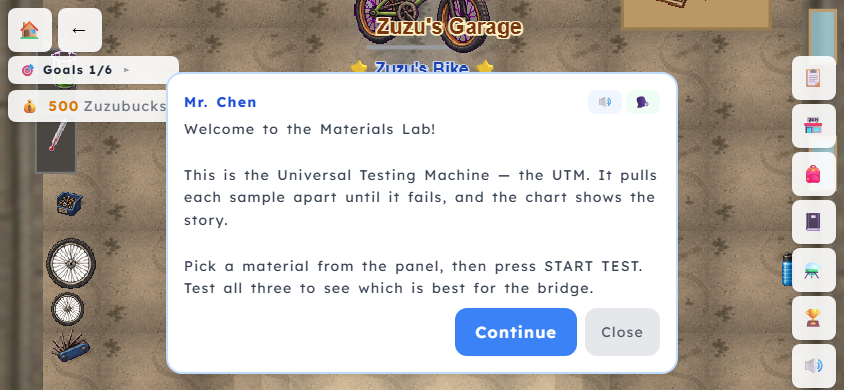 Zuzu's Garage
Goals 1/6
Zuzu's Bike
500 Zuzubucks
Mr. Chen
Welcome to the Materials Lab!
This is the Universal Testing Machine — the UTM. It pulls
each sample apart until it fails, and the chart shows the
story.
Pick a material from the panel, then press START TEST.
Test all three to see which is best for the bridge.
Continue
Close